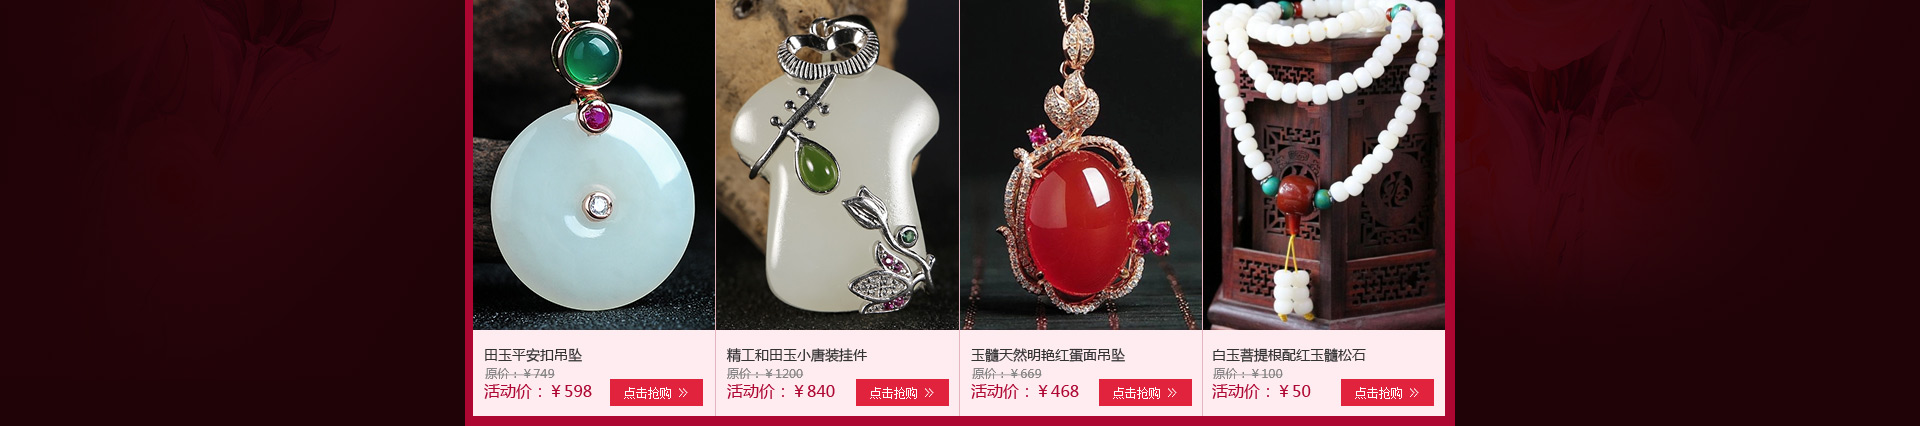 田玉平安扣吊坠
原价：￥749
活动价：￥598
点击抢购 »
精工和田玉小唐装挂件
原价：￥1200
活动价：￥840
点击抢购 »
玉髓天然明艳红蛋面吊坠
原价：￥669
活动价：￥468
点击抢购 »
白玉菩提根配红玉髓松石
原价：￥100
活动价：￥50
点击抢购 »